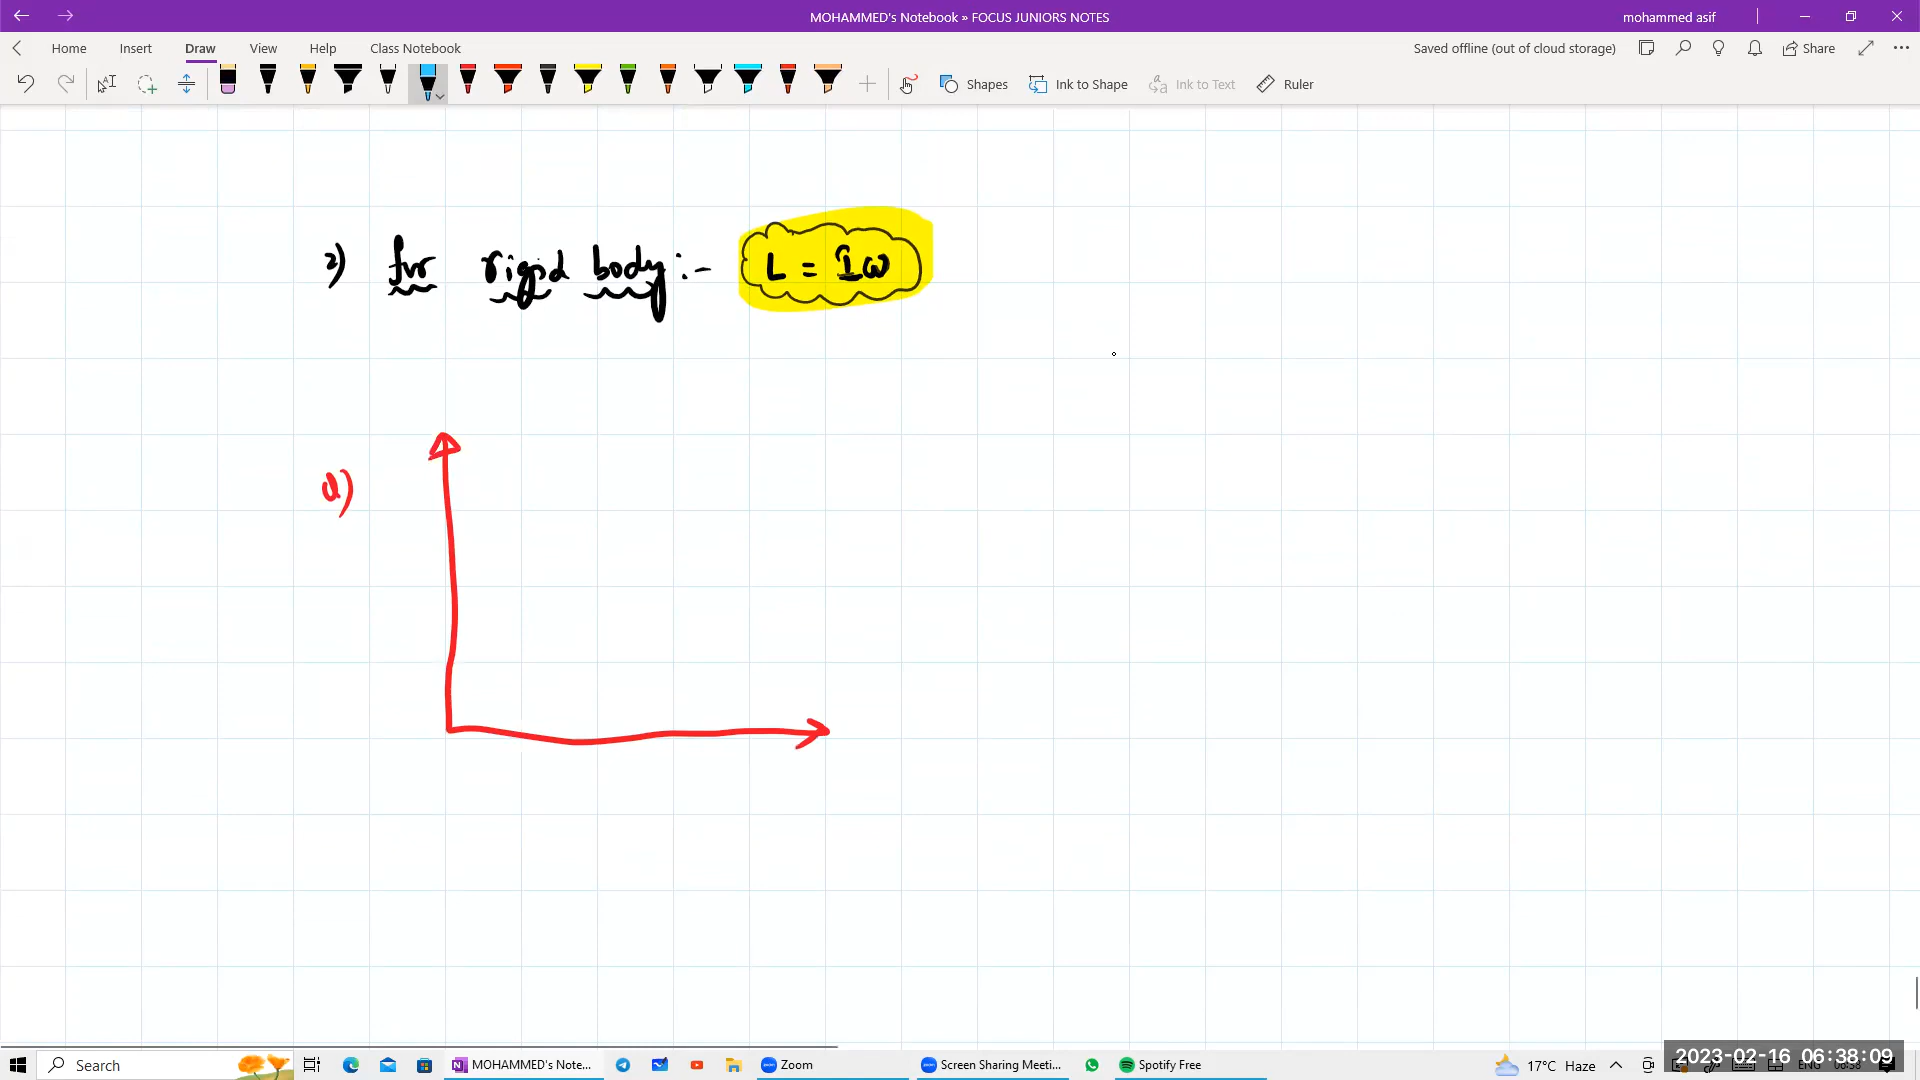 MOHAMMED's Notebook » FOCUS JUNIORS NOTES
mohammed asif
Home Insert Draw View Help Class Notebook
Saved offline (out of cloud storage)
Share
Shapes
Ink to Shape
Ink to Text
Ruler
2) for rigid body :- L = Iω
Search
MOHAMMED's Note...
Zoom
Screen Sharing Meeti...
Spotify Free
17°C Haze
ENG
2023-02-16 06:38:09